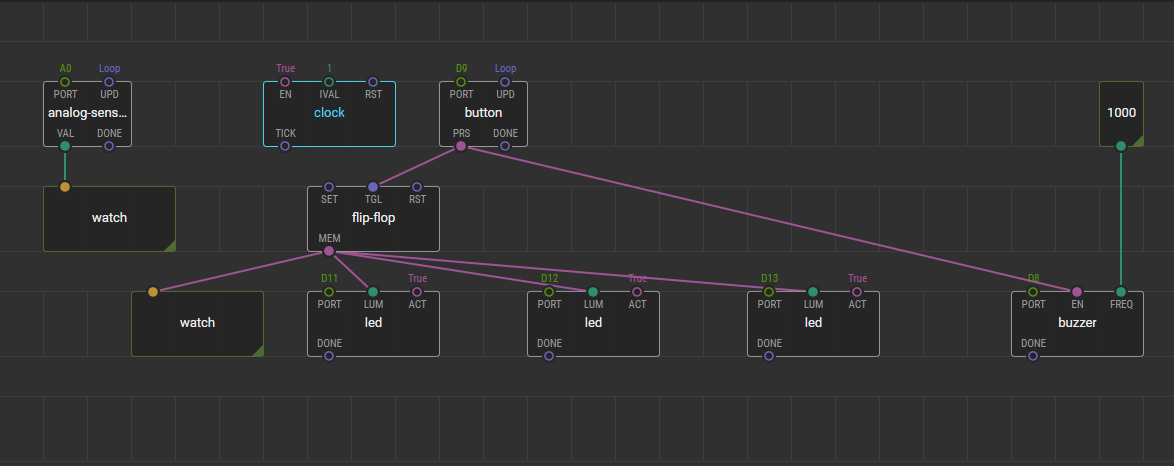 A0 Loop True 1 D9 Loop
PORT UPD EN IVAL RST PORT UPD
analog-sens... clock button 1000
VAL DONE TICK PRS DONE
SET TGL RST
watch flip-flop
MEM
D11 True D12 True D13 True D8
PORT LUM ACT PORT LUM ACT PORT LUM ACT PORT EN FREQ
watch led led led buzzer
DONE DONE DONE DONE